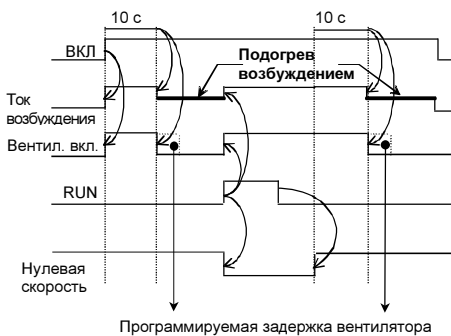 10 с
10 с
ВКЛ
Подогрев
возбуждением
Ток
возбуждения
Вентил. вкл.
RUN
Нулевая
скорость
Программируемая задержка вентилятора